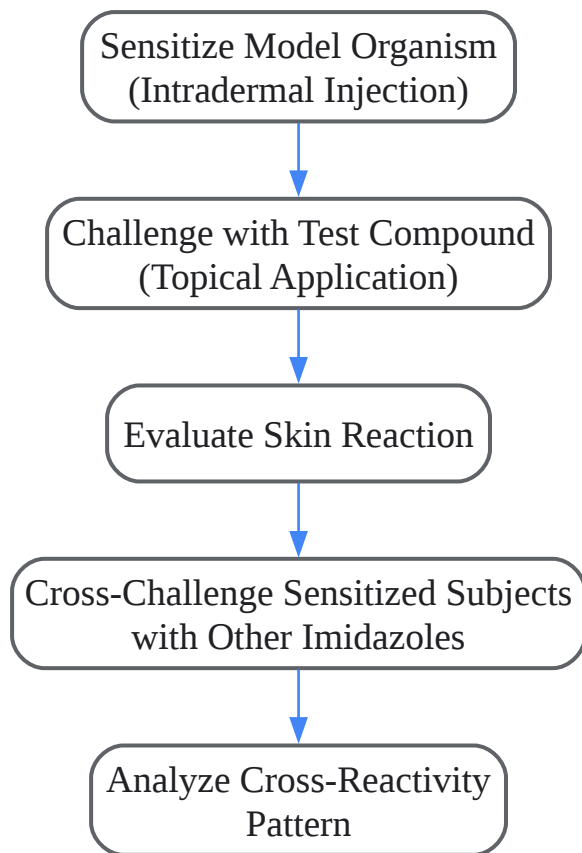 Sensitize Model Organism
(Intradermal Injection)
Challenge with Test Compound
(Topical Application)
Evaluate Skin Reaction
Cross-Challenge Sensitized Subjects
with Other Imidazoles
Analyze Cross-Reactivity
Pattern